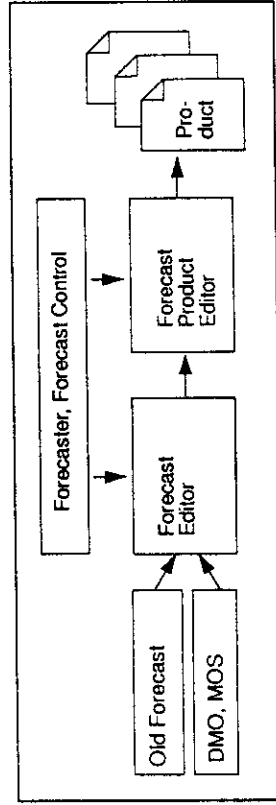 Forecaster, Forecast Control
Old Forecast
DMO, MOS
Forecast
Editor
Forecast
Product
Editor
Pro-
duct